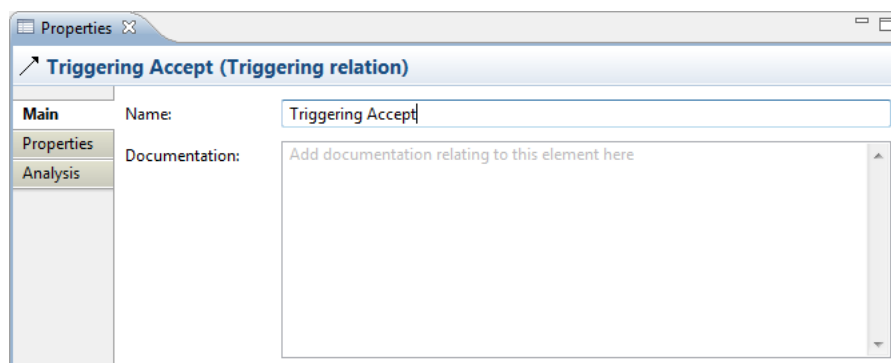 Properties
Triggering Accept (Triggering relation)
Main
Name:
Triggering Accept
Properties
Documentation:
Add documentation relating to this element here
Analysis